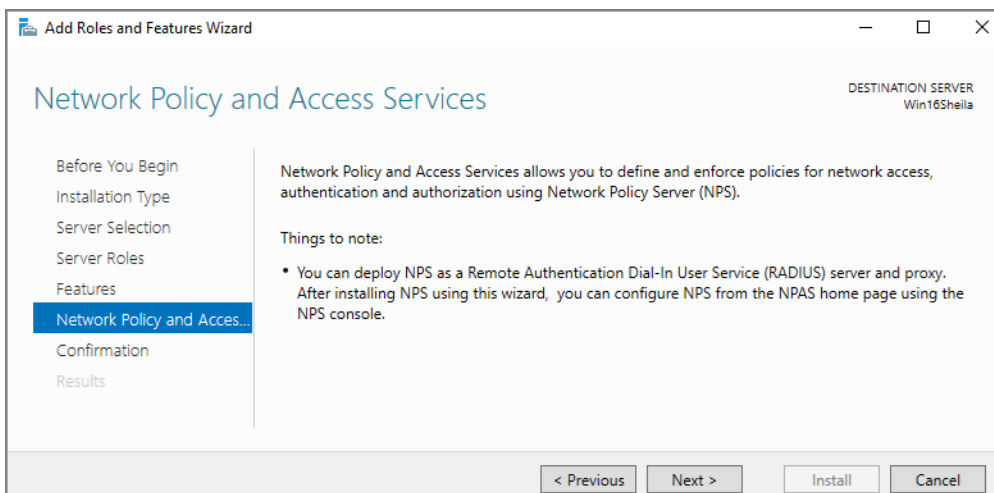 Add Roles and Features Wizard
Network Policy and Access Services
DESTINATION SERVER
Win16Sheila
Before You Begin
Installation Type
Server Selection
Server Roles
Features
Network Policy and Acces...
Confirmation
Results
Network Policy and Access Services allows you to define and enforce policies for network access,
authentication and authorization using Network Policy Server (NPS).
Things to note:
• You can deploy NPS as a Remote Authentication Dial-In User Service (RADIUS) server and proxy.
After installing NPS using this wizard, you can configure NPS from the NPAS home page using the
NPS console.
< Previous
Next >
Install
Cancel